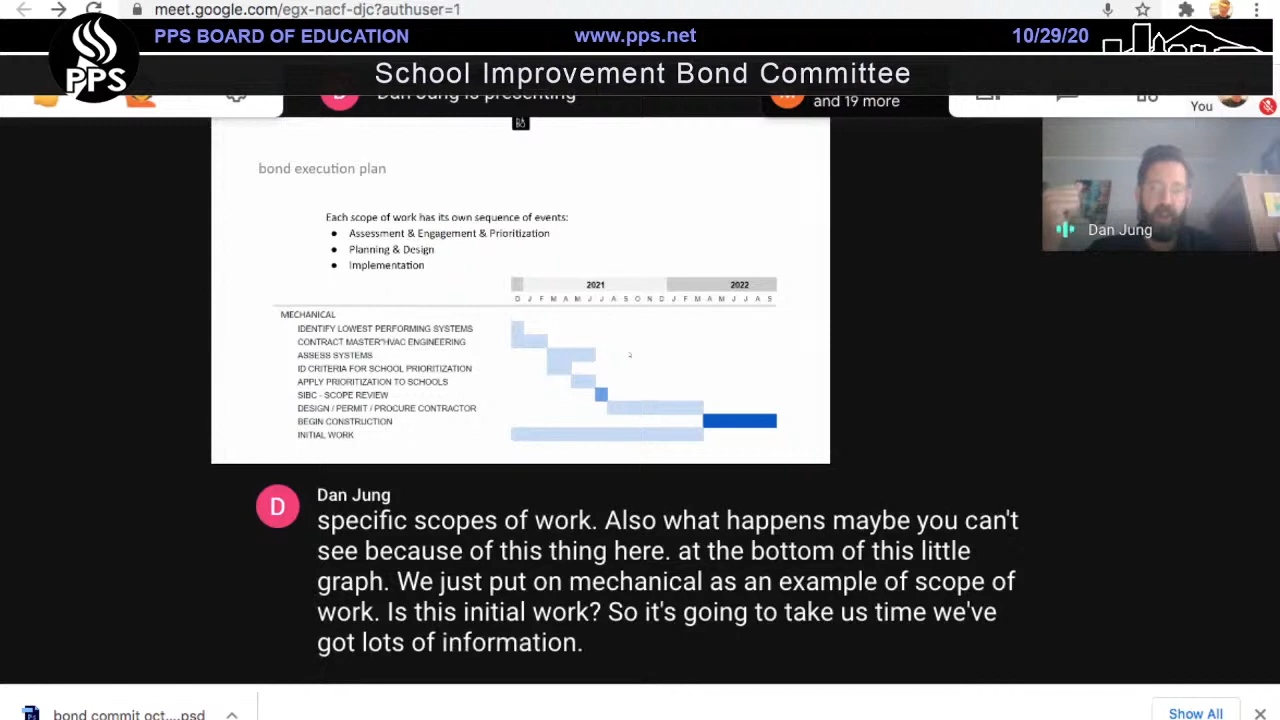 meet.google.com/egx-nacf-djc?authuser=1
PPS BOARD OF EDUCATION
www.pps.net
10/29/20
PPS
School Improvement Bond Committee
Dan Jung is presenting
and 19 more
You
bond execution plan
Each scope of work has its own sequence of events:
● Assessment & Engagement & Prioritization
● Planning & Design
● Implementation
2021 2022
D J F M A M J J A S O N D J F M A M J J A S
MECHANICAL
IDENTIFY LOWEST PERFORMING SYSTEMS
CONTRACT MASTER HVAC ENGINEERING
ASSESS SYSTEMS
ID CRITERIA FOR SCHOOL PRIORITIZATION
APPLY PRIORITIZATION TO SCHOOLS
SIBC - SCOPE REVIEW
DESIGN / PERMIT / PROCURE CONTRACTOR
BEGIN CONSTRUCTION
INITIAL WORK
Dan Jung
D
Dan Jung
specific scopes of work. Also what happens maybe you can't
see because of this thing here. at the bottom of this little
graph. We just put on mechanical as an example of scope of
work. Is this initial work? So it's going to take us time we've
got lots of information.
bond commit oct....psd
Show All